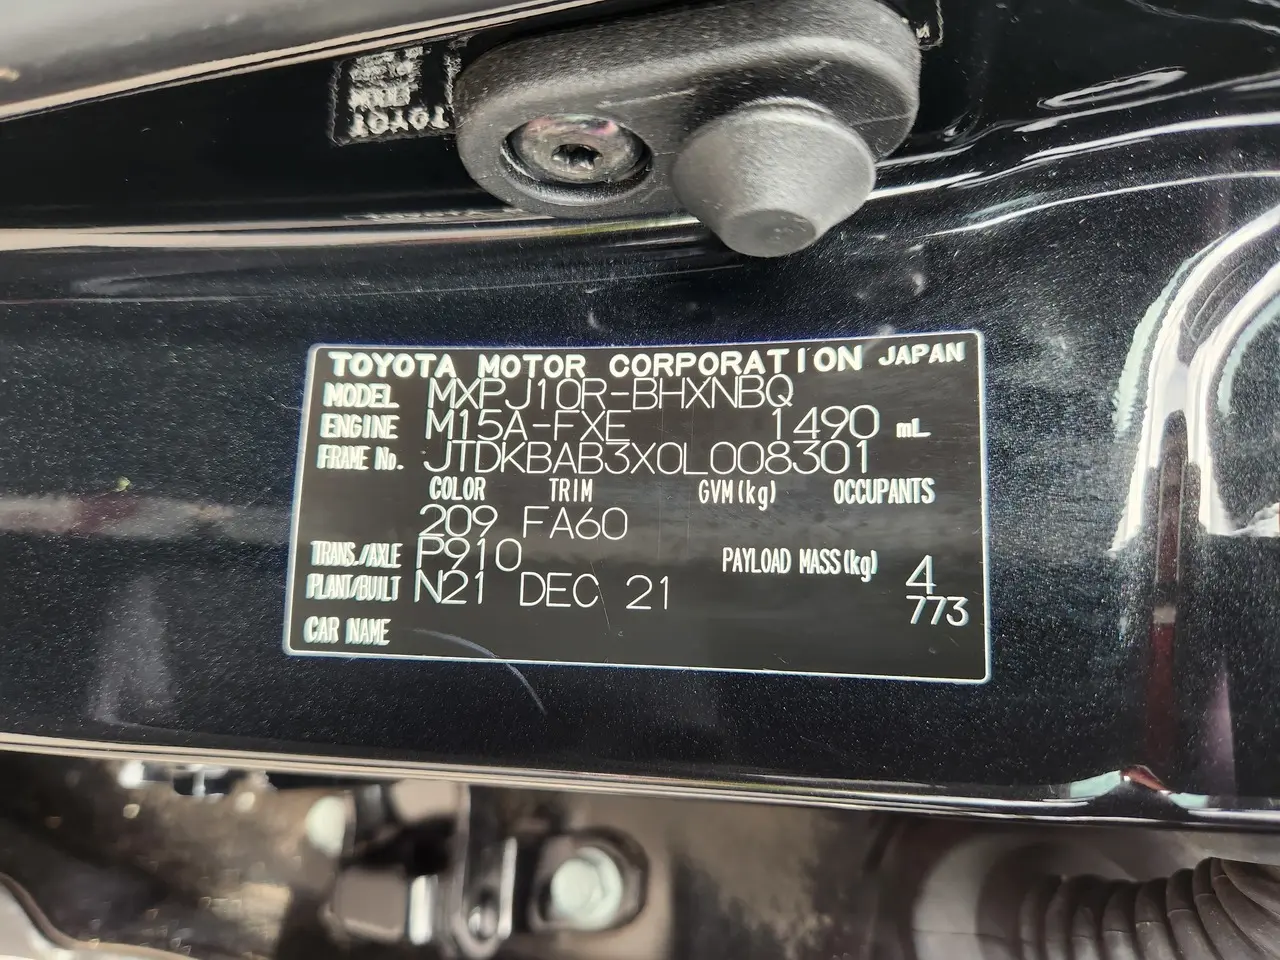 TOYOTA MOTOR CORPORATION JAPAN
MODEL MXPJ10R-BHXNBQ
ENGINE M15A-FXE 1490 mL
FRAME No. JTDKBAB3X0L008301
COLOR TRIM GVM(kg) OCCUPANTS
209 FA60
TRANS./AXLE P910 PAYLOAD MASS(kg) 4
PLANT/BUILT N21 DEC 21 773
CAR NAME